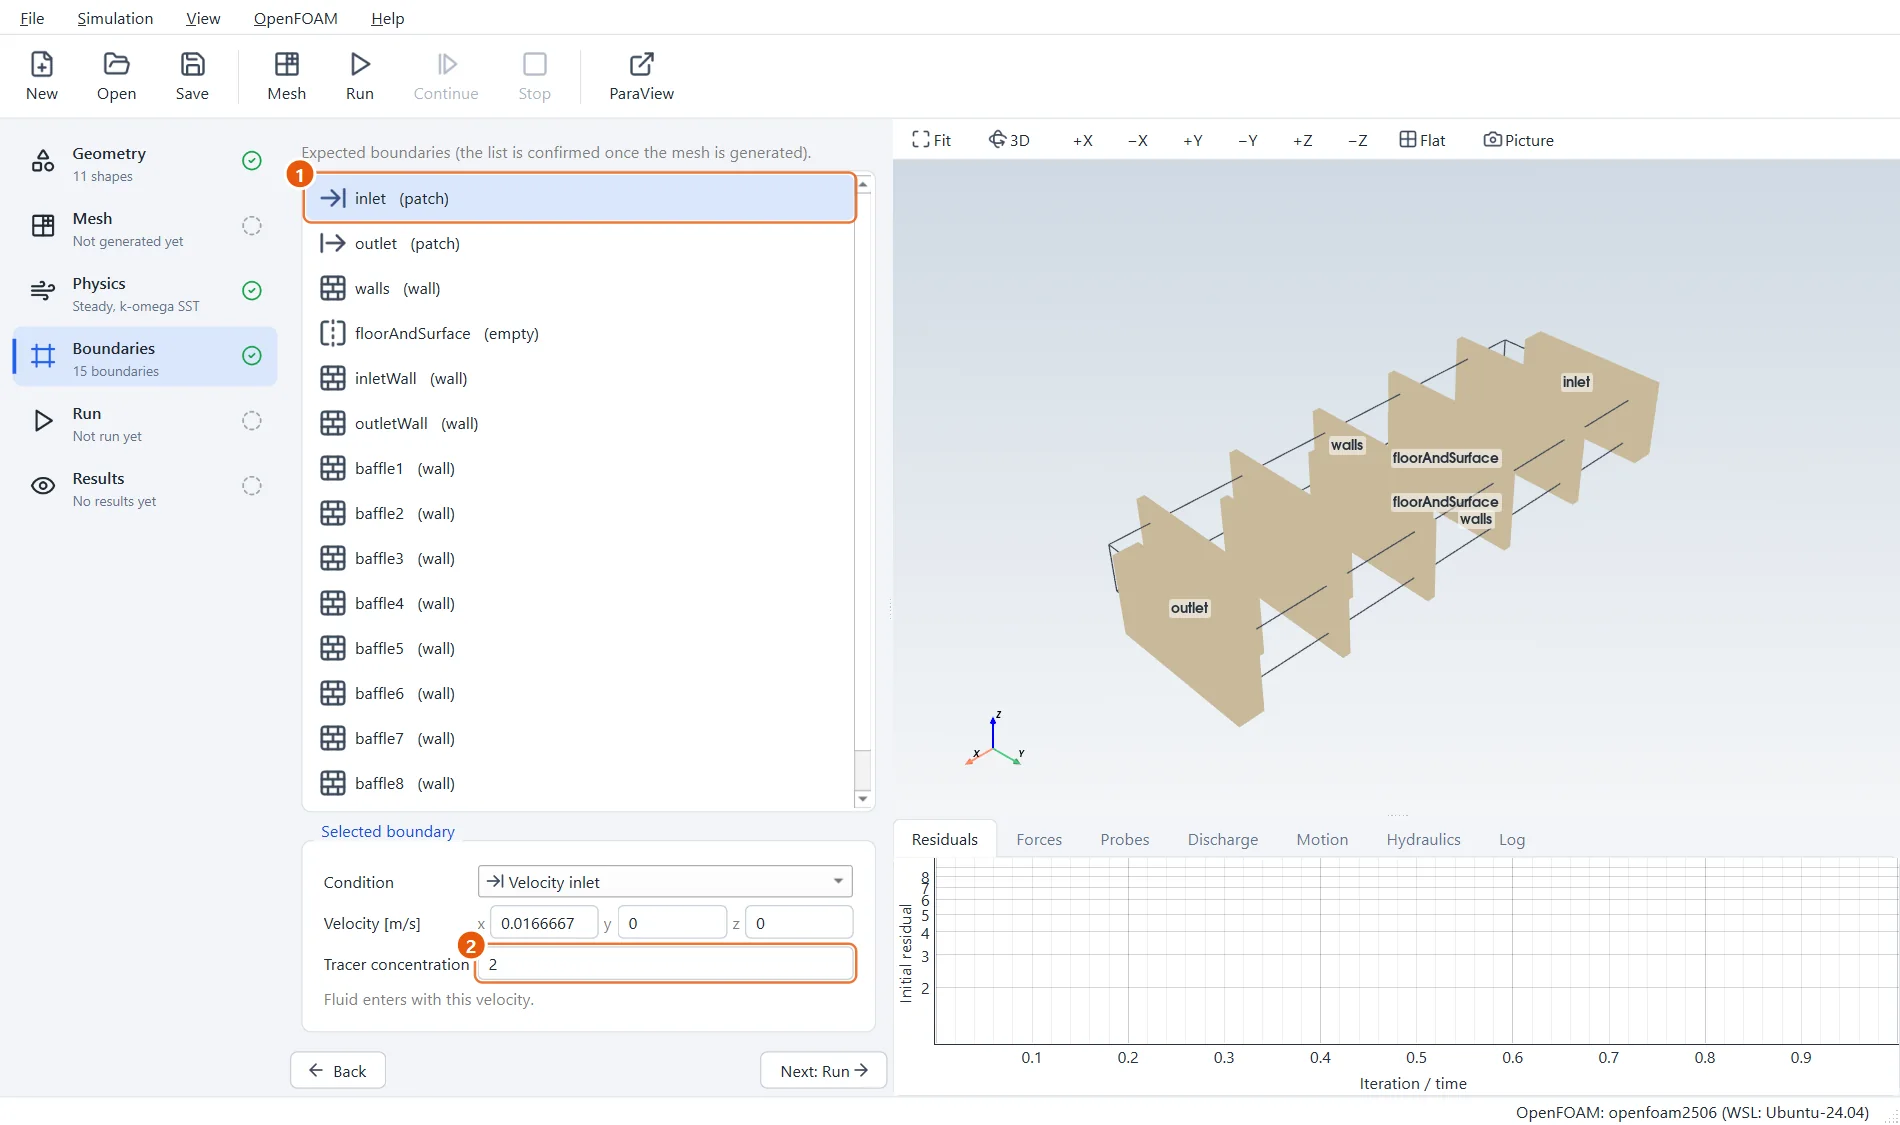 File Simulation View OpenFOAM Help
New Open Save Mesh Run Continue Stop ParaView
Geometry
11 shapes
Mesh
Not generated yet
Physics
Steady, k-omega SST
Boundaries
15 boundaries
Run
Not run yet
Results
No results yet
Expected boundaries (the list is confirmed once the mesh is generated).
1
inlet (patch)
outlet (patch)
walls (wall)
floorAndSurface (empty)
inletWall (wall)
outletWall (wall)
baffle1 (wall)
baffle2 (wall)
baffle3 (wall)
baffle4 (wall)
baffle5 (wall)
baffle6 (wall)
baffle7 (wall)
baffle8 (wall)
Selected boundary
Condition Velocity inlet
Velocity [m/s] x 0.0166667 y 0 z 0
2
Tracer concentration 2
Fluid enters with this velocity.
Back Next: Run
Fit 3D +X −X +Y −Y +Z −Z Flat Picture
inlet
walls
floorAndSurface
floorAndSurface
walls
outlet
Z
X Y
Residuals Forces Probes Discharge Motion Hydraulics Log
8
7
6
5
4
3
2
Initial residual
0.1 0.2 0.3 0.4 0.5 0.6 0.7 0.8 0.9
Iteration / time
OpenFOAM: openfoam2506 (WSL: Ubuntu-24.04)